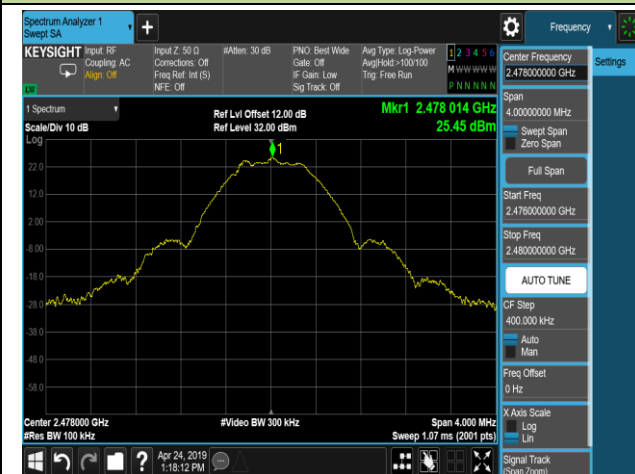 Spectrum Analyzer 1
Swept SA
+
Frequency
KEYSIGHT
Input: RF
Coupling: AC
Align: Off
Input Z: 50 Ω
Corrections: Off
Freq Ref: Int (S)
NFE: Off
#Atten: 30 dB
PNO: Best Wide
Gate: Off
IF Gain: Low
Sig Track: Off
Avg Type: Log-Power
Avg|Hold:>100/100
Trig: Free Run
1 2 3 4 5 6
M W W W W W
P N N N N N
LXI
1 Spectrum
Scale/Div 10 dB
Log
Ref Lvl Offset 12.00 dB
Ref Level 32.00 dBm
Mkr1 2.478 014 GHz
25.45 dBm
1
22.0
12.0
2.00
-8.00
-18.0
-28.0
-38.0
-48.0
-58.0
Center 2.478000 GHz
#Res BW 100 kHz
#Video BW 300 kHz
Span 4.000 MHz
Sweep 1.07 ms (2001 pts)
Center Frequency
2.478000000 GHz
Settings
Span
4.00000000 MHz
Swept Span
Zero Span
Full Span
Start Freq
2.476000000 GHz
Stop Freq
2.480000000 GHz
AUTO TUNE
CF Step
400.000 kHz
Auto
Man
Freq Offset
0 Hz
X Axis Scale
Log
Lin
Signal Track
(Span Zoom)
?
Apr 24, 2019
1:18:12 PM